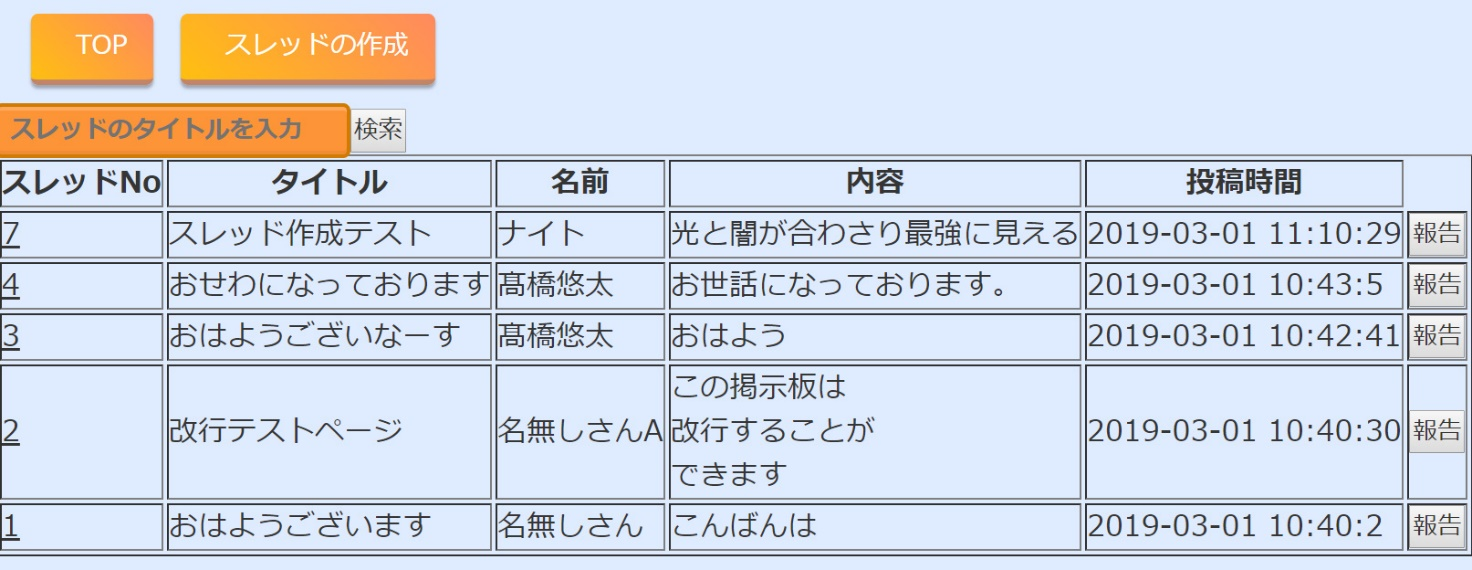 TOP スレッドの作成
スレッドのタイトルを入力 検索
スレッドNo タイトル 名前 内容 投稿時間
7 スレッド作成テスト ナイト 光と闇が合わさり最強に見える 2019-03-01 11:10:29 報告
4 おせわになっております 髙橋悠太 お世話になっております。 2019-03-01 10:43:5 報告
3 おはようございなーす 髙橋悠太 おはよう 2019-03-01 10:42:41 報告
2 改行テストページ 名無しさんA この掲示板は
改行することが
できます 2019-03-01 10:40:30 報告
1 おはようございます 名無しさん こんばんは 2019-03-01 10:40:2 報告